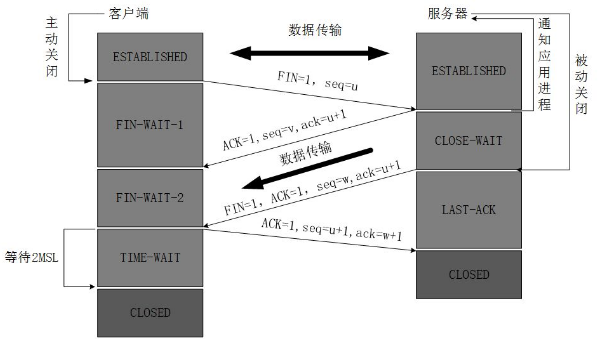 客户端
服务器
主动关闭
数据传输
通知应用进程
被动关闭
ESTABLISHED
ESTABLISHED
FIN=1, seq=u
FIN-WAIT-1
ACK=1,seq=v,ack=u+1
CLOSE-WAIT
数据传输
FIN=1, ACK=1, seq=w,ack=u+1
FIN-WAIT-2
LAST-ACK
ACK=1,seq=u+1,ack=w+1
等待2MSL
TIME-WAIT
CLOSED
CLOSED